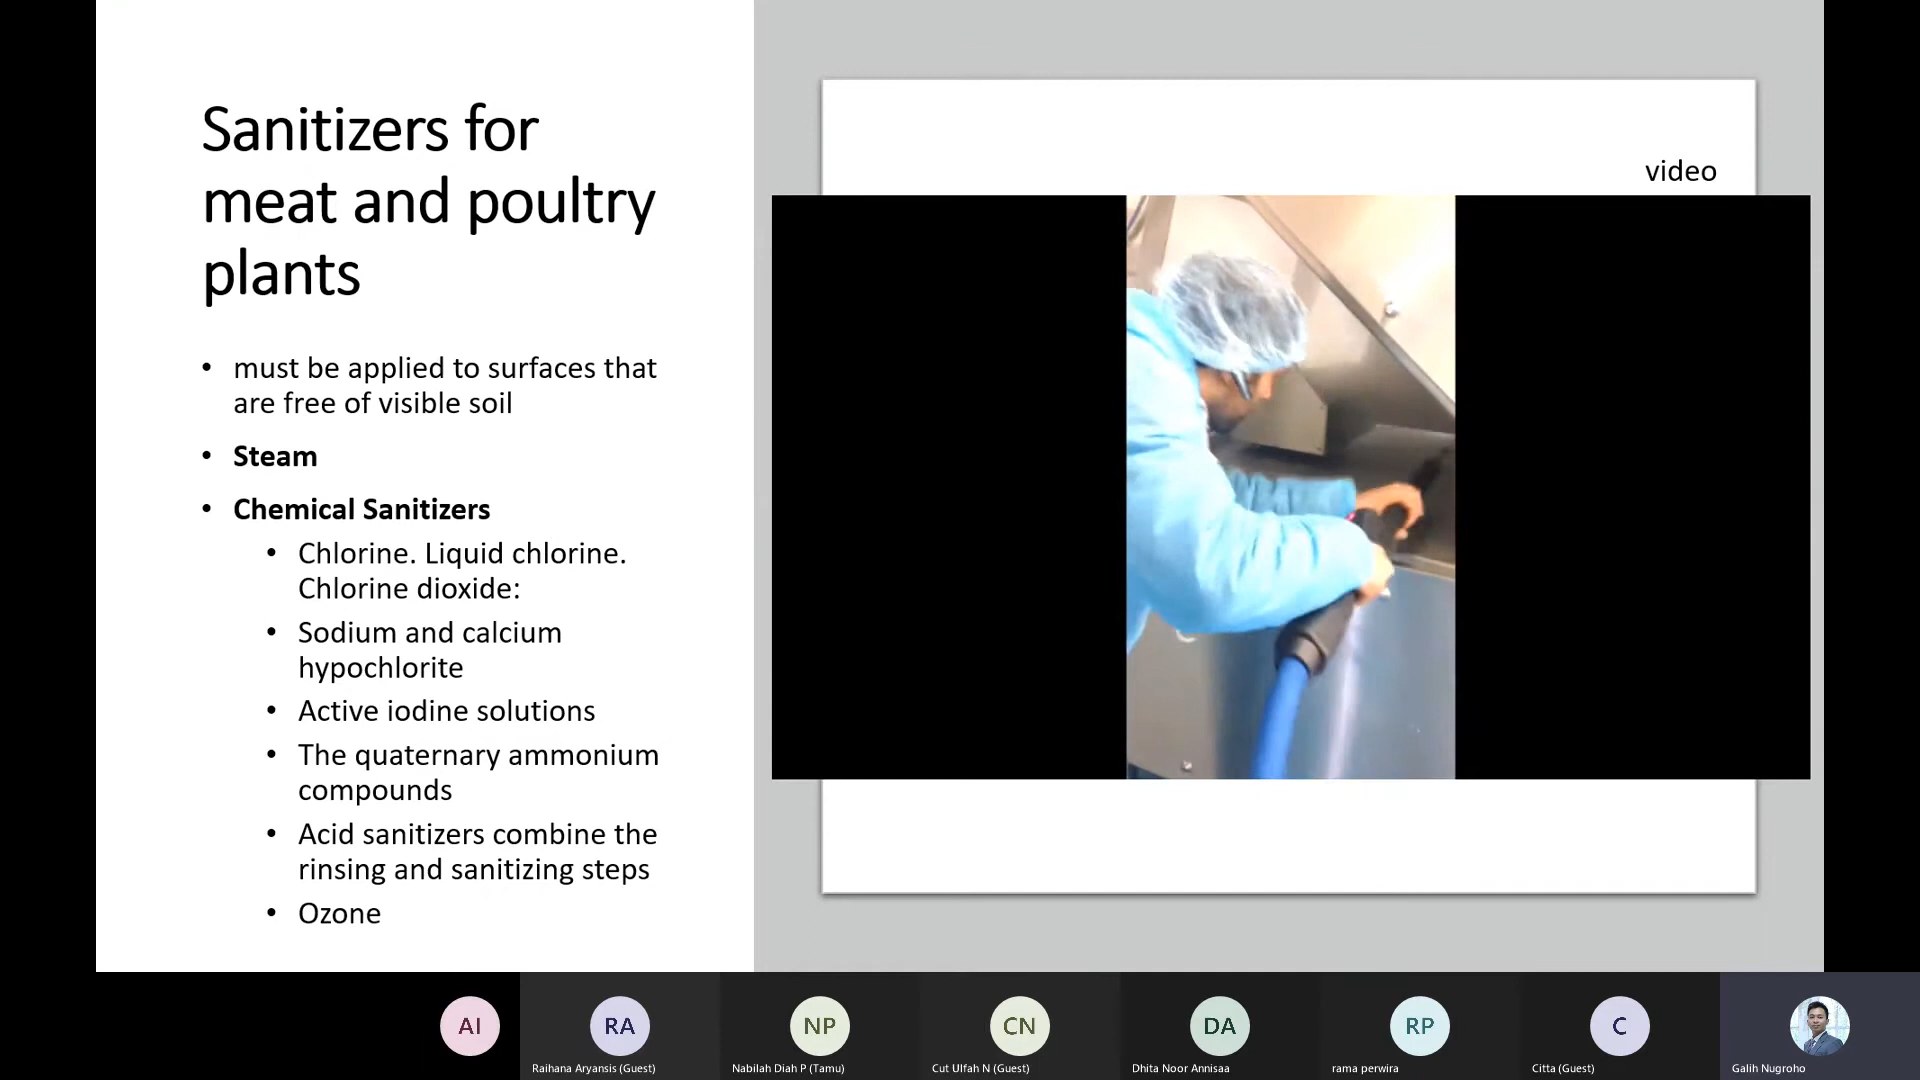 Sanitizers for
meat and poultry
plants
• must be applied to surfaces that
are free of visible soil
• Steam
• Chemical Sanitizers
• Chlorine. Liquid chlorine.
Chlorine dioxide:
• Sodium and calcium
hypochlorite
• Active iodine solutions
• The quaternary ammonium
compounds
• Acid sanitizers combine the
rinsing and sanitizing steps
• Ozone
video
AI
RA
Raihana Aryansis (Guest)
NP
Nabilah Diah P (Tamu)
CN
Cut Ulfah N (Guest)
DA
Dhita Noor Annisaa
RP
rama perwira
C
Citta (Guest)
Galih Nugroho